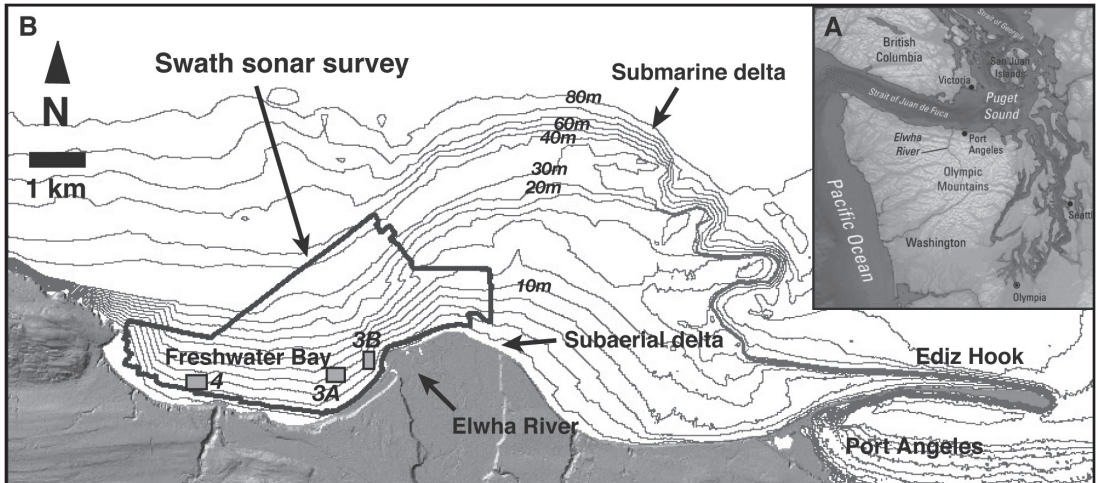 B
N
1 km
Swath sonar survey
Submarine delta
80m
60m
40m
30m
20m
10m
Freshwater Bay
3B
3A
4
Subaerial delta
Elwha River
Ediz Hook
Port Angeles
A
Strait of Georgia
British
Columbia
San Juan
Islands
Victoria
Strait of Juan de Fuca
Puget
Sound
Elwha
River
Port
Angeles
Olympic
Mountains
Pacific Ocean
Seattl
Washington
Olympia